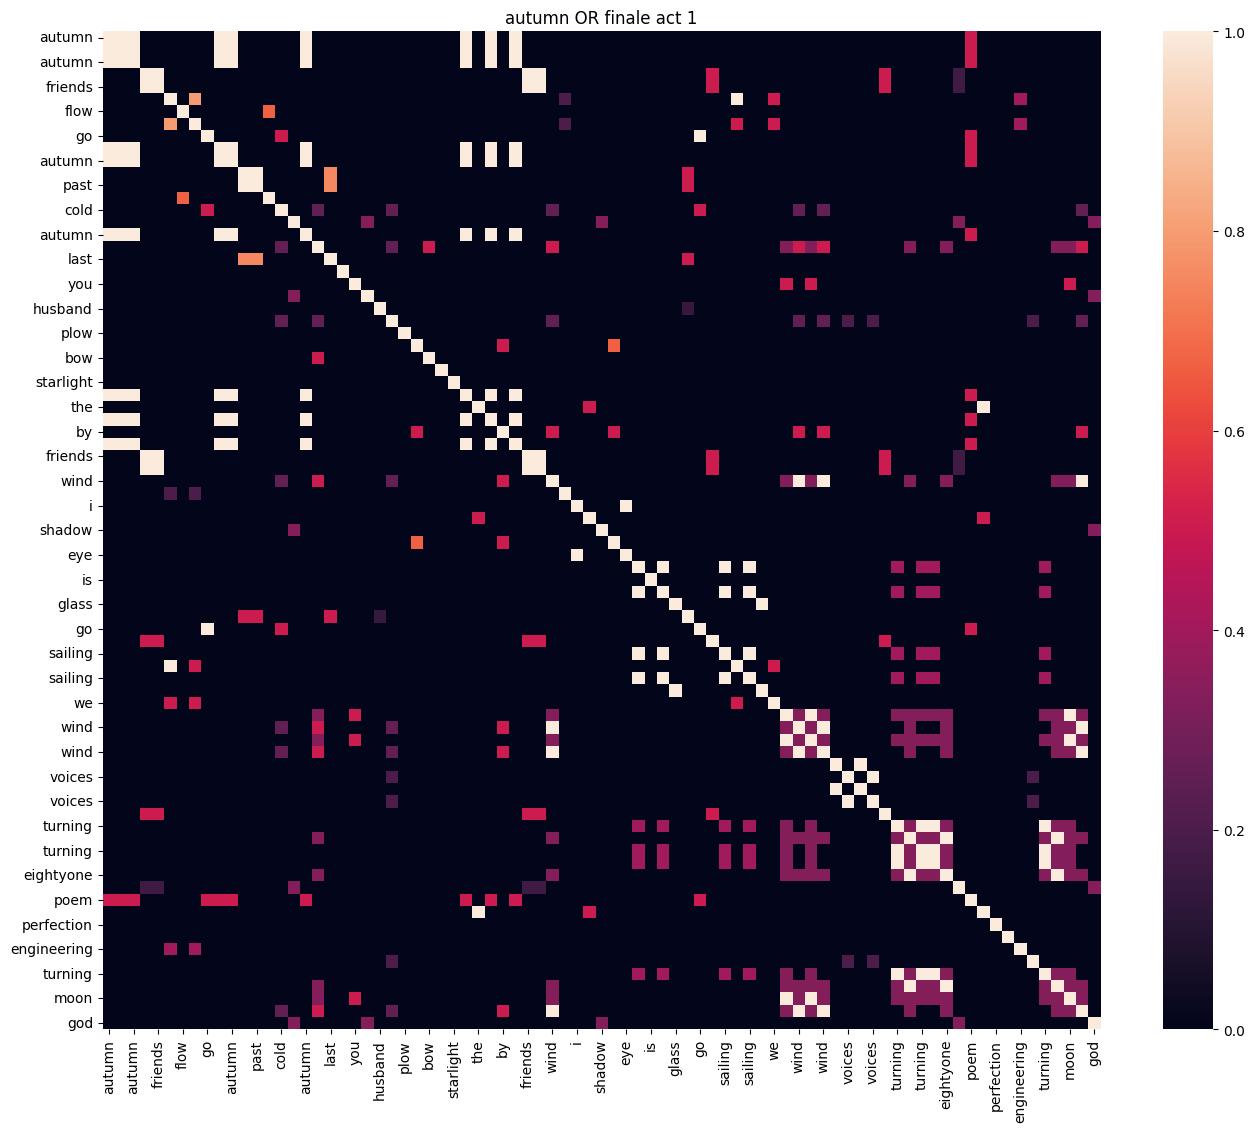 autumn OR finale act 1
autumn
autumn
friends
flow
go
autumn
past
cold
autumn
last
you
husband
plow
bow
starlight
the
by
friends
wind
i
shadow
eye
is
glass
go
sailing
sailing
we
wind
wind
voices
voices
turning
turning
eightyone
poem
perfection
engineering
turning
moon
god
autumn
autumn
friends
flow
go
autumn
past
cold
autumn
last
you
husband
plow
bow
starlight
the
by
friends
wind
i
shadow
eye
is
glass
go
sailing
sailing
we
wind
wind
voices
voices
turning
turning
eightyone
poem
perfection
engineering
turning
moon
god
1.0
0.8
0.6
0.4
0.2
0.0